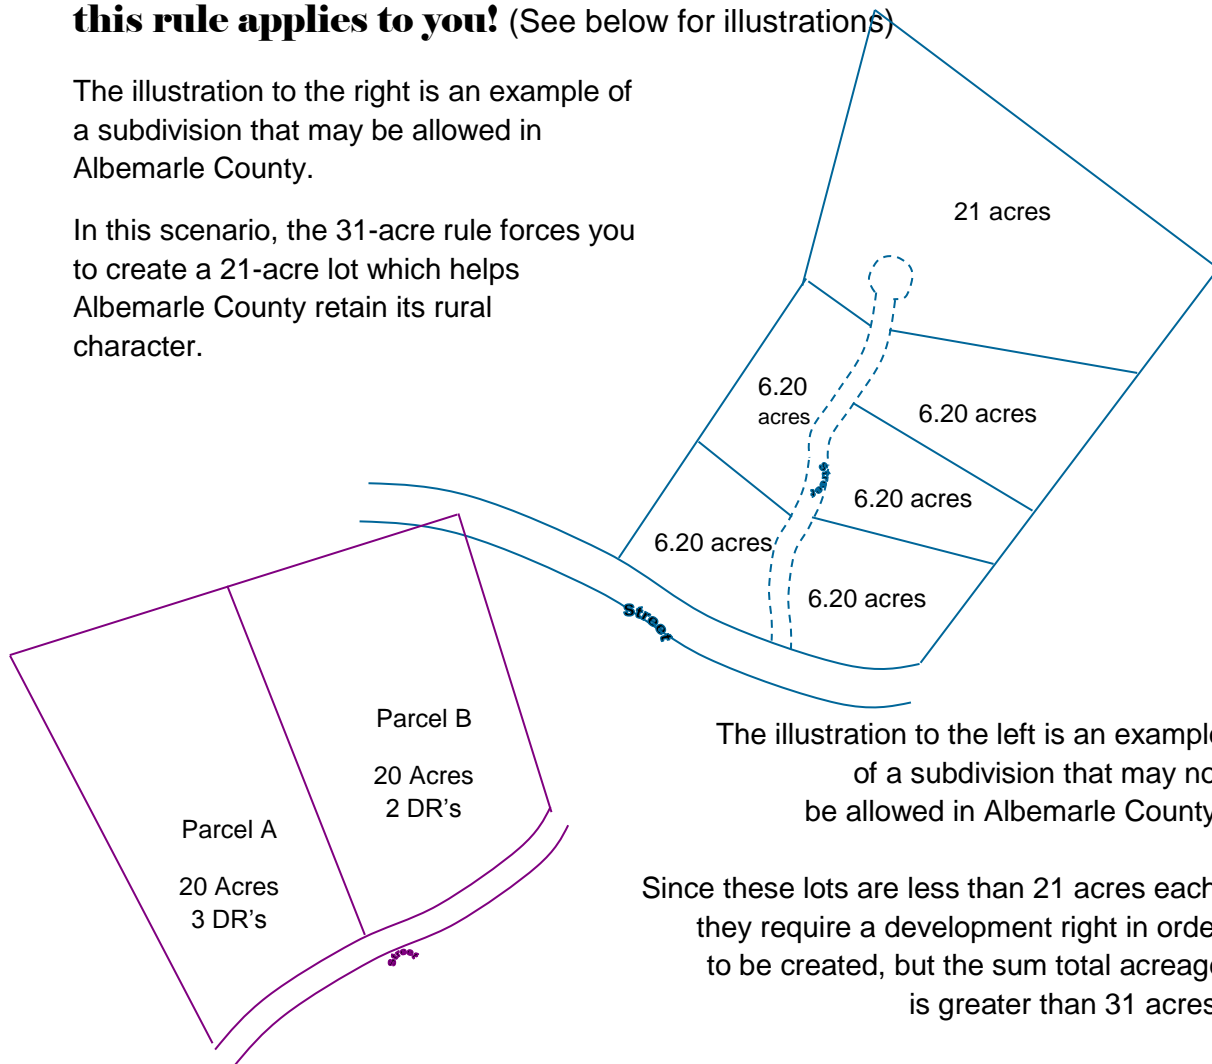 this rule applies to you! (See below for illustrations)
The illustration to the right is an example of
a subdivision that may be allowed in
Albemarle County.
In this scenario, the 31-acre rule forces you
to create a 21-acre lot which helps
Albemarle County retain its rural
character.
21 acres
6.20
acres
6.20 acres
6.20 acres
6.20 acres
6.20 acres
Street
Parcel B
20 Acres
2 DR's
Parcel A
20 Acres
3 DR's
The illustration to the left is an example
of a subdivision that may no
be allowed in Albemarle County
Since these lots are less than 21 acres each
they require a development right in orde
to be created, but the sum total acreage
is greater than 31 acres